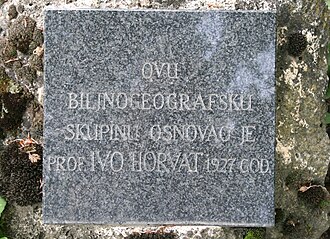 OVU
BILJNOGEOGRAFSKU
SKUPINU OSNOVAO JE
PROF. IVO HORVAT 1927. GOD.